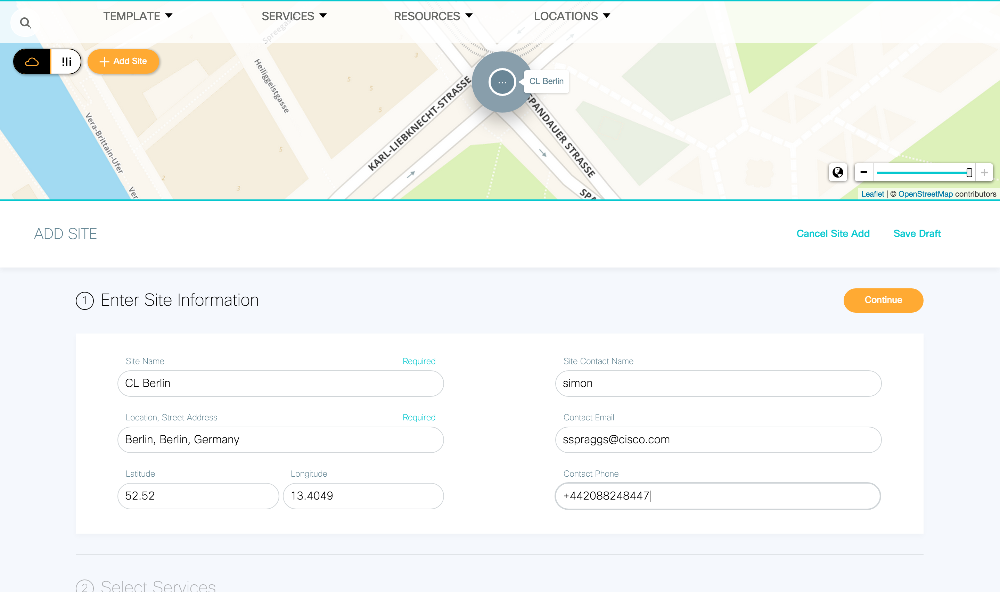 TEMPLATE SERVICES RESOURCES LOCATIONS
Spreegas
Add Site
Heiliggeistgasse
CL Berlin
KARL-LIEBKNECHT-STRASSE
SPANDAUER STRASSE
Vera-Brittain-Ufer
3
5
5
5
5
2
3
Ver
SPA
Leaflet | © OpenStreetMap contributors
ADD SITE
Cancel Site Add Save Draft
1 Enter Site Information
Continue
Site Name Required
Site Contact Name
CL Berlin
simon
Location, Street Address Required
Contact Email
Berlin, Berlin, Germany
sspraggs@cisco.com
Latitude Longitude
Contact Phone
52.52 13.4049
+442088248447
2 Select Services